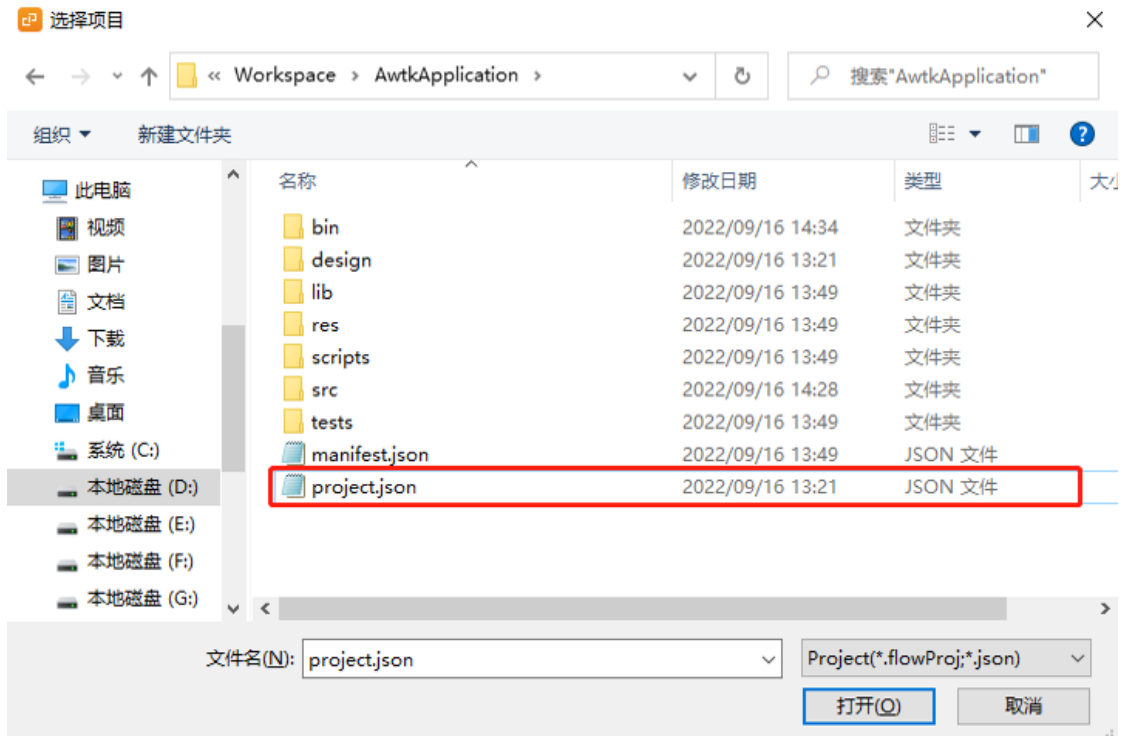 选择项目
« Workspace › AwtkApplication ›
搜索"AwtkApplication"
组织 新建文件夹
名称 修改日期 类型 大小
此电脑
视频
图片
文档
下载
音乐
桌面
系统 (C:)
本地磁盘 (D:)
本地磁盘 (E:)
本地磁盘 (F:)
本地磁盘 (G:)
bin 2022/09/16 14:34 文件夹
design 2022/09/16 13:21 文件夹
lib 2022/09/16 13:49 文件夹
res 2022/09/16 13:49 文件夹
scripts 2022/09/16 13:49 文件夹
src 2022/09/16 14:28 文件夹
tests 2022/09/16 13:49 文件夹
manifest.json 2022/09/16 13:49 JSON 文件
project.json 2022/09/16 13:21 JSON 文件
文件名(N): project.json Project(*.flowProj;*.json)
打开(O) 取消